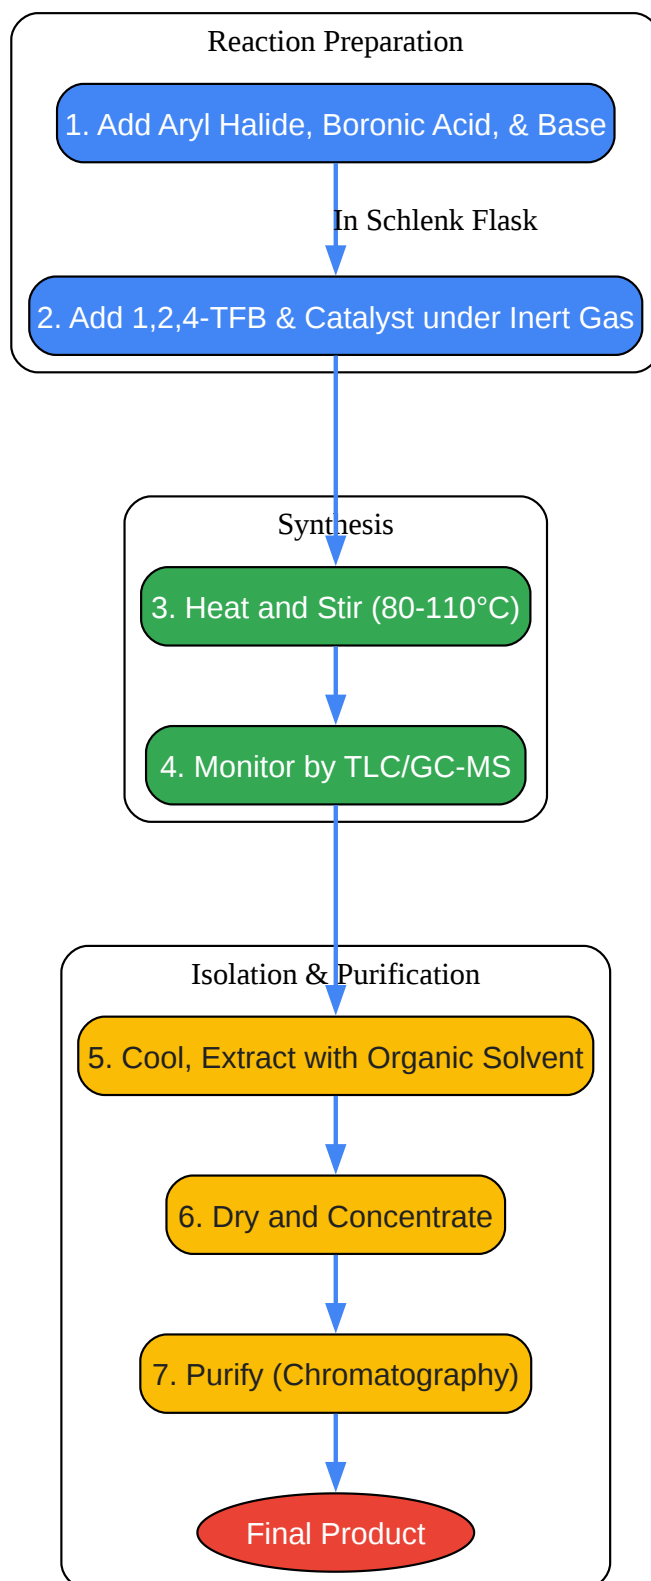 Reaction Preparation
1. Add Aryl Halide, Boronic Acid, & Base
In Schlenk Flask
2. Add 1,2,4-TFB & Catalyst under Inert Gas
Synthesis
3. Heat and Stir (80-110°C)
4. Monitor by TLC/GC-MS
Isolation & Purification
5. Cool, Extract with Organic Solvent
6. Dry and Concentrate
7. Purify (Chromatography)
Final Product